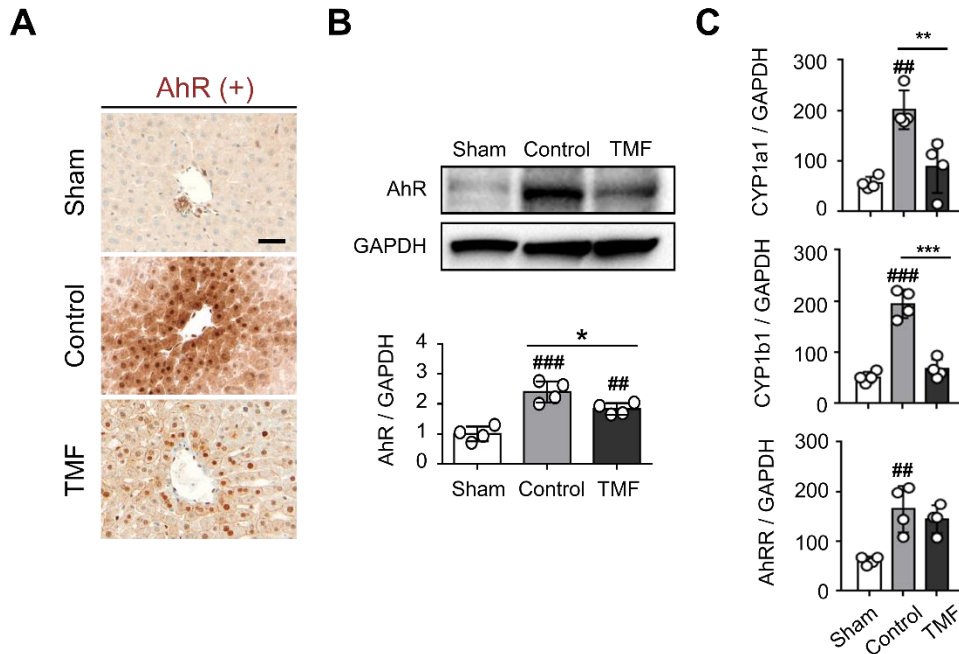 A
AhR (+)
Sham
Control
TMF
B
Sham Control TMF
AhR
GAPDH
AhR / GAPDH
4
3
2
1
0
*
###
##
Sham Control TMF
C
CYP1a1 / GAPDH
300
200
100
0
**
##
CYP1b1 / GAPDH
300
200
100
0
***
###
AhRR / GAPDH
300
200
100
0
##
Sham
Control
TMF